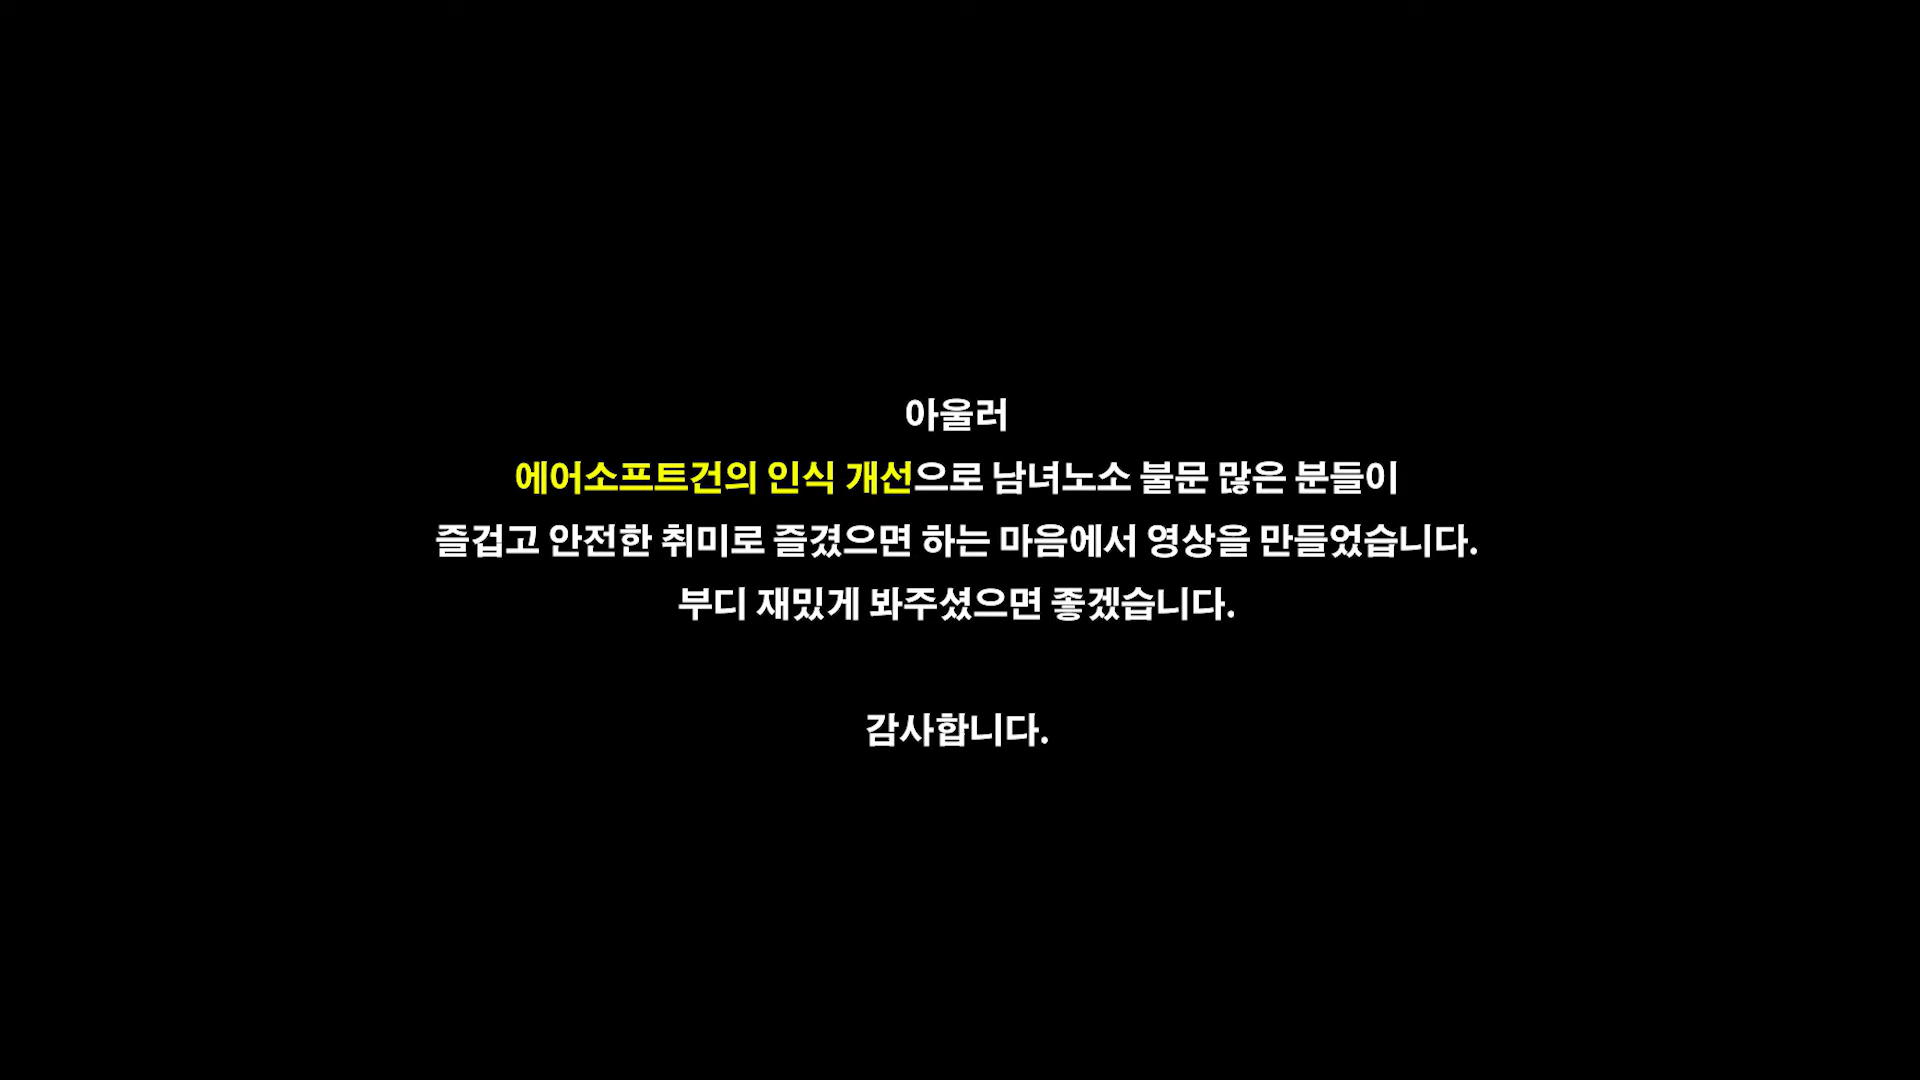 아울러
에어소프트건의 인식 개선으로 남녀노소 불문 많은 분들이
즐겁고 안전한 취미로 즐겼으면 하는 마음에서 영상을 만들었습니다.
부디 재밌게 봐주셨으면 좋겠습니다.
감사합니다.